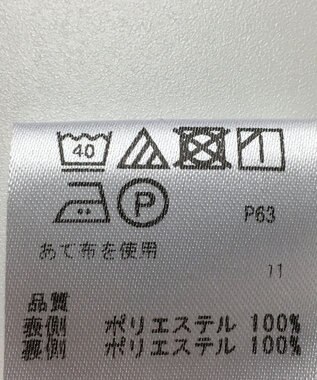 40
P P63
あて布を使用
11
品質
表側 ポリエステル 100%
裏側 ポリエステル 100%